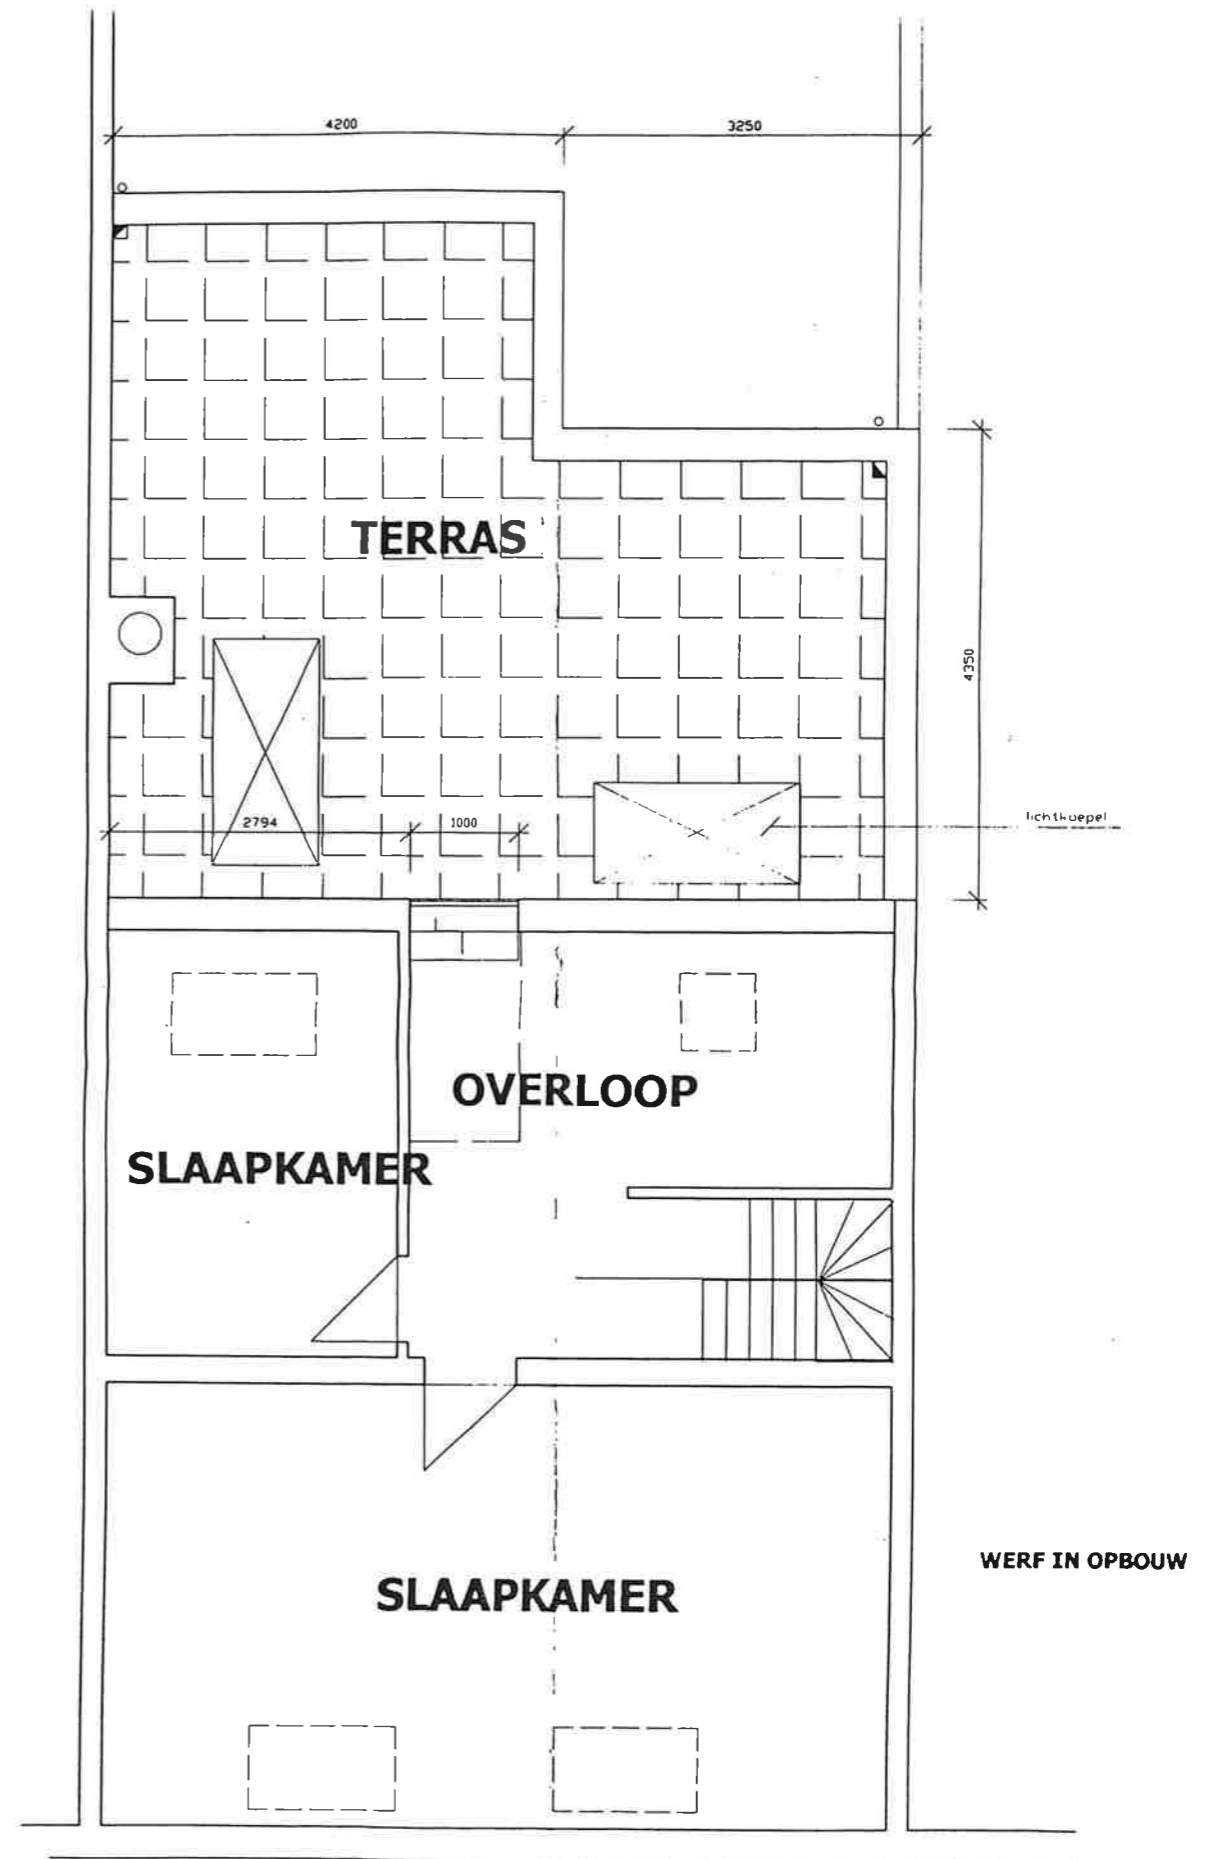 4200
3250
TERRAS
4350
lichtkoepel
2794
1000
OVERLOOP
SLAAPKAMER
WERF IN OPBOUW
SLAAPKAMER